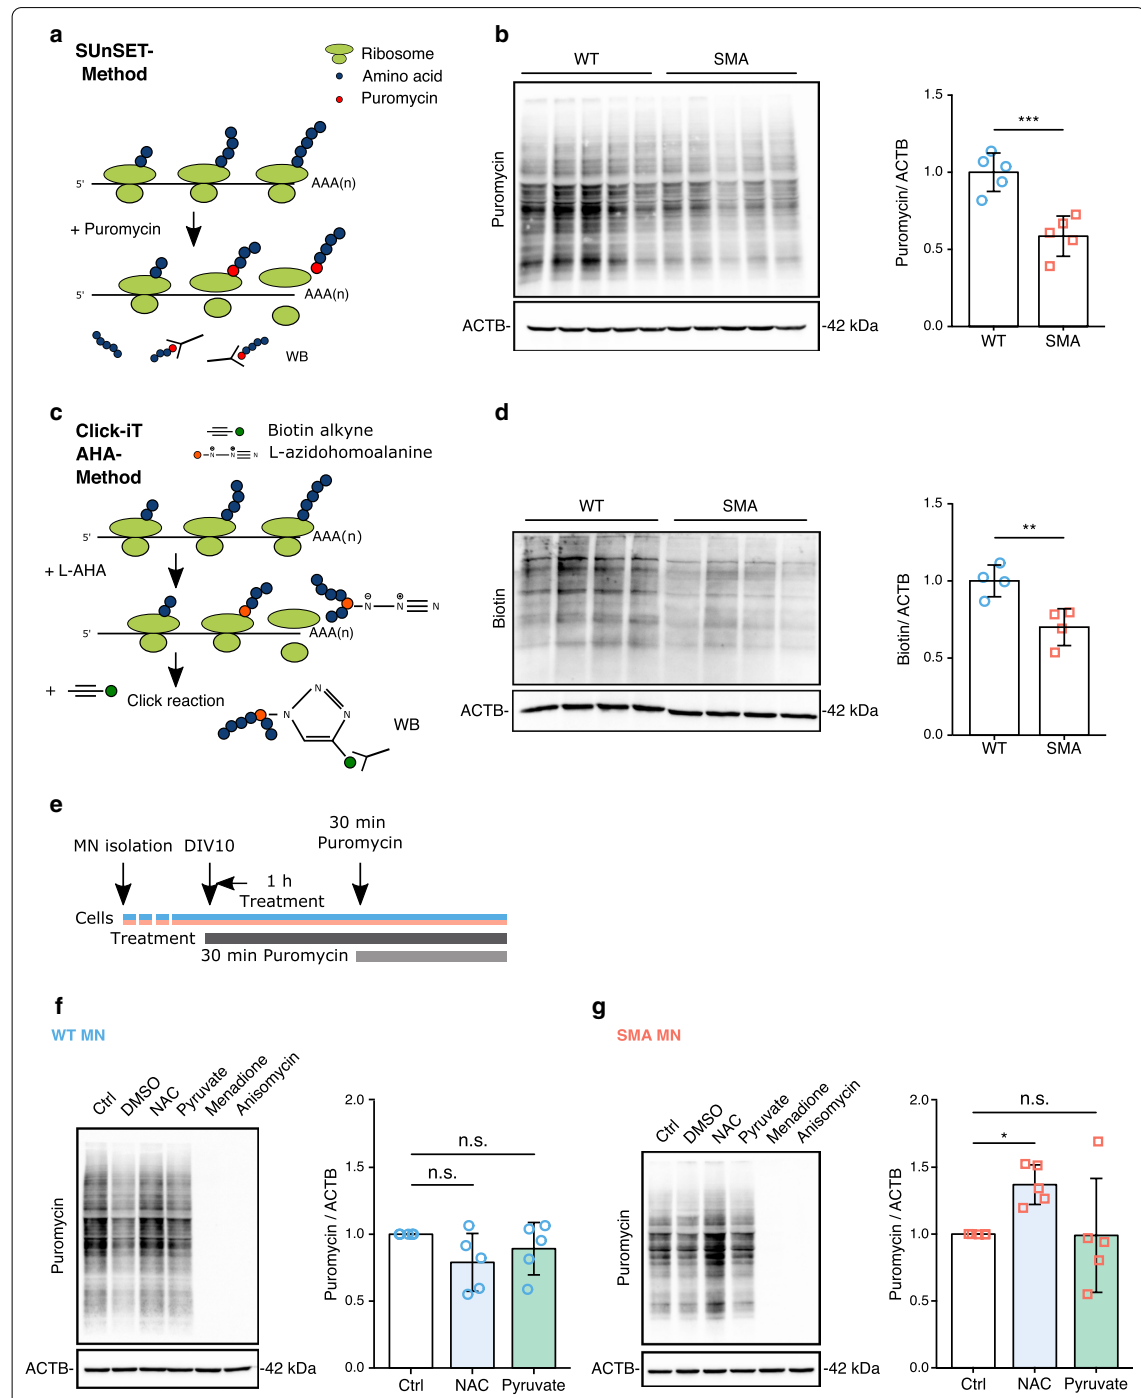 a
SUnSET-
Method
Ribosome
Amino acid
Puromycin
5'
AAA(n)
+ Puromycin
5'
AAA(n)
WB
b
WT
SMA
Puromycin
ACTB-
-42 kDa
Puromycin/ ACTB
1.5
1.0
0.5
0.0
***
WT
SMA
c
Click-iT
AHA-
Method
Biotin alkyne
N
N
N
L-azidohomoalanine
5'
AAA(n)
+ L-AHA
N
N
N
5'
AAA(n)
+
Click reaction
N
N
N
WB
d
WT
SMA
Biotin
ACTB-
-42 kDa
Biotin/ ACTB
1.5
1.0
0.5
0.0
**
WT
SMA
e
30 min
Puromycin
MN isolation
DIV10
1 h
Treatment
Cells
Treatment
30 min Puromycin
f
WT MN
Ctrl
DMSO
NAC
Pyruvate
Menadione
Anisomycin
Puromycin
ACTB-
-42 kDa
Puromycin / ACTB
2.0
1.5
1.0
0.5
0.0
n.s.
n.s.
Ctrl
NAC
Pyruvate
g
SMA MN
Ctrl
DMSO
NAC
Pyruvate
Menadione
Anisomycin
Puromycin
ACTB-
-42 kDa
Puromycin / ACTB
2.0
1.5
1.0
0.5
0.0
n.s.
*
Ctrl
NAC
Pyruvate